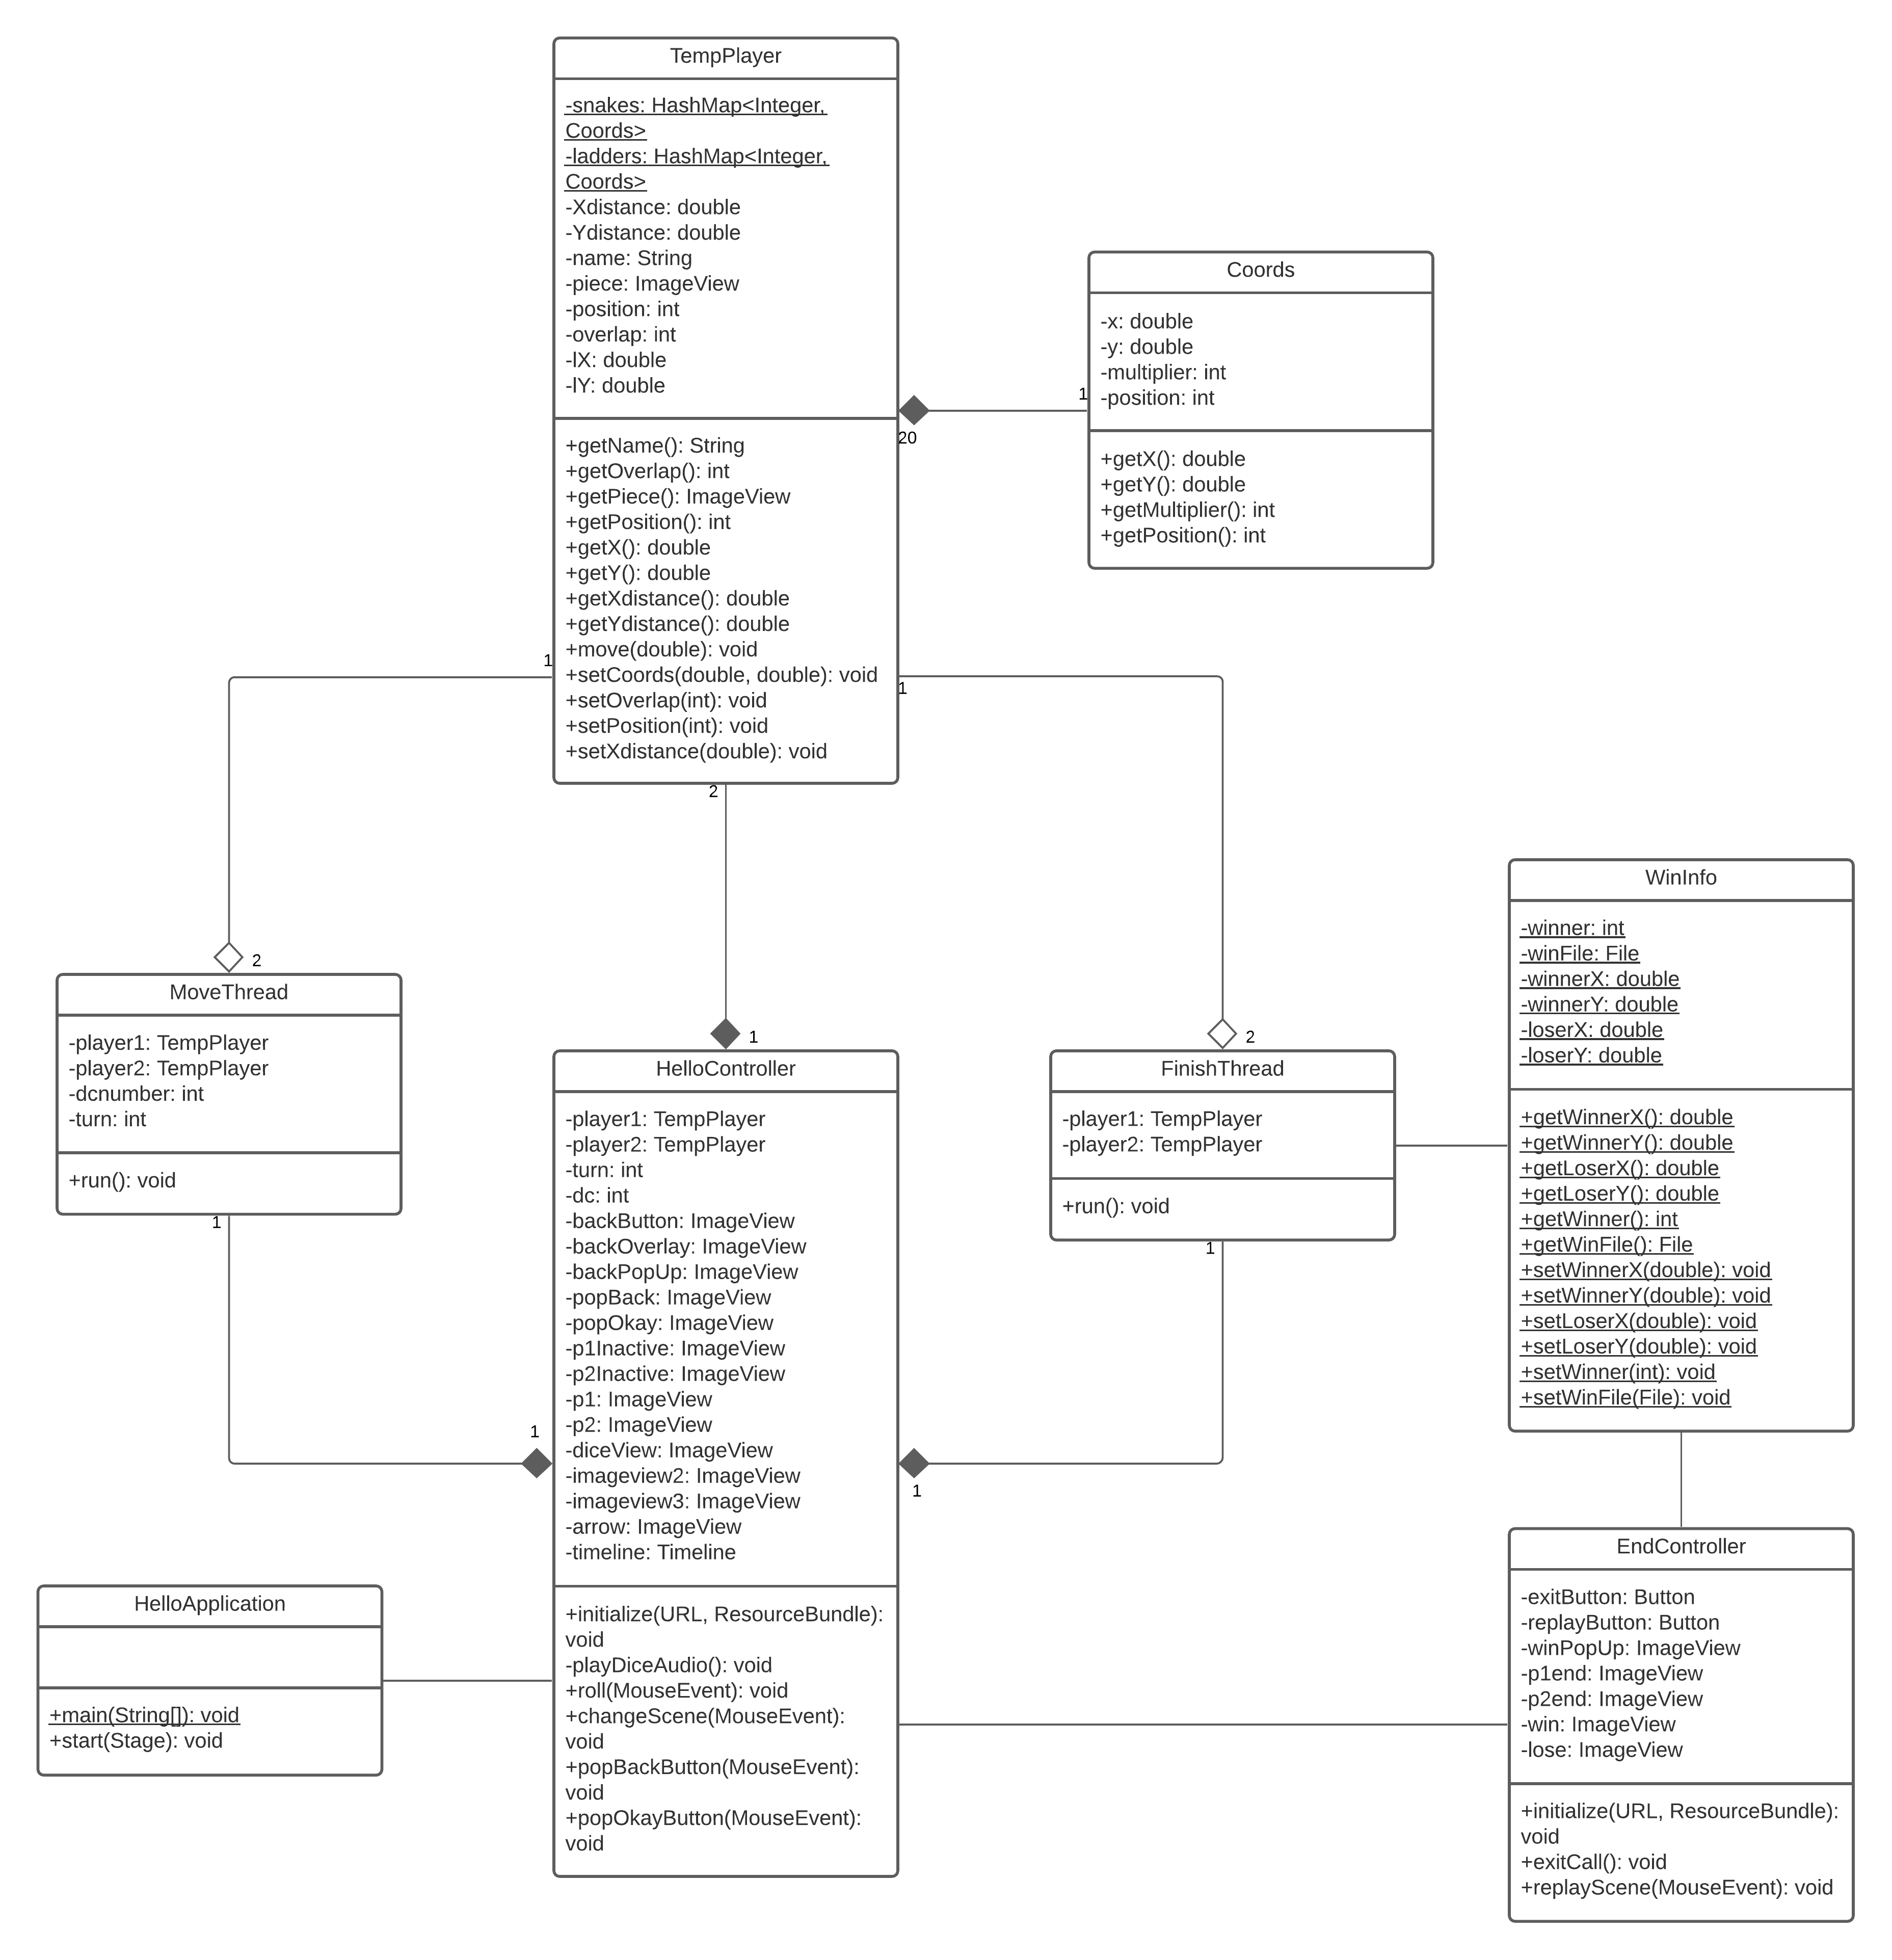 TempPlayer
-snakes: HashMap<Integer,
Coords>
-ladders: HashMap<Integer,
Coords>
-Xdistance: double
-Ydistance: double
-name: String
-piece: ImageView
-position: int
-overlap: int
-lX: double
-lY: double
+getName(): String
+getOverlap(): int
+getPiece(): ImageView
+getPosition(): int
+getX(): double
+getY(): double
+getXdistance(): double
+getYdistance(): double
+move(double): void
+setCoords(double, double): void
+setOverlap(int): void
+setPosition(int): void
+setXdistance(double): void
Coords
-x: double
-y: double
-multiplier: int
-position: int
+getX(): double
+getY(): double
+getMultiplier(): int
+getPosition(): int
1
20
1
1
2
2
1
2
MoveThread
-player1: TempPlayer
-player2: TempPlayer
-dcnumber: int
-turn: int
+run(): void
1
1
HelloController
-player1: TempPlayer
-player2: TempPlayer
-turn: int
-dc: int
-backButton: ImageView
-backOverlay: ImageView
-backPopUp: ImageView
-popBack: ImageView
-popOkay: ImageView
-p1Inactive: ImageView
-p2Inactive: ImageView
-p1: ImageView
-p2: ImageView
-diceView: ImageView
-imageview2: ImageView
-imageview3: ImageView
-arrow: ImageView
-timeline: Timeline
+initialize(URL, ResourceBundle):
void
-playDiceAudio(): void
+roll(MouseEvent): void
+changeScene(MouseEvent):
void
+popBackButton(MouseEvent):
void
+popOkayButton(MouseEvent):
void
FinishThread
-player1: TempPlayer
-player2: TempPlayer
+run(): void
1
1
WinInfo
-winner: int
-winFile: File
-winnerX: double
-winnerY: double
-loserX: double
-loserY: double
+getWinnerX(): double
+getWinnerY(): double
+getLoserX(): double
+getLoserY(): double
+getWinner(): int
+getWinFile(): File
+setWinnerX(double): void
+setWinnerY(double): void
+setLoserX(double): void
+setLoserY(double): void
+setWinner(int): void
+setWinFile(File): void
HelloApplication
+main(String[]): void
+start(Stage): void
EndController
-exitButton: Button
-replayButton: Button
-winPopUp: ImageView
-p1end: ImageView
-p2end: ImageView
-win: ImageView
-lose: ImageView
+initialize(URL, ResourceBundle):
void
+exitCall(): void
+replayScene(MouseEvent): void